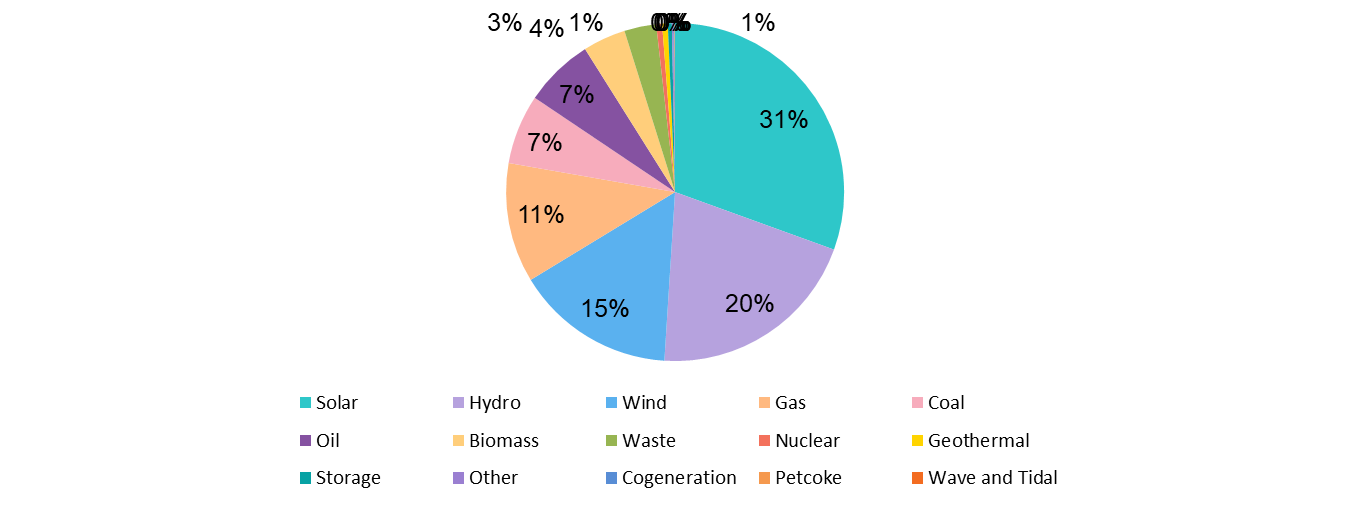 3%
4%
1%
1%
31%
7%
7%
11%
20%
15%
Solar
Hydro
Wind
Gas
Coal
Oil
Biomass
Waste
Nuclear
Geothermal
Storage
Other
Cogeneration
Petcoke
Wave and Tidal